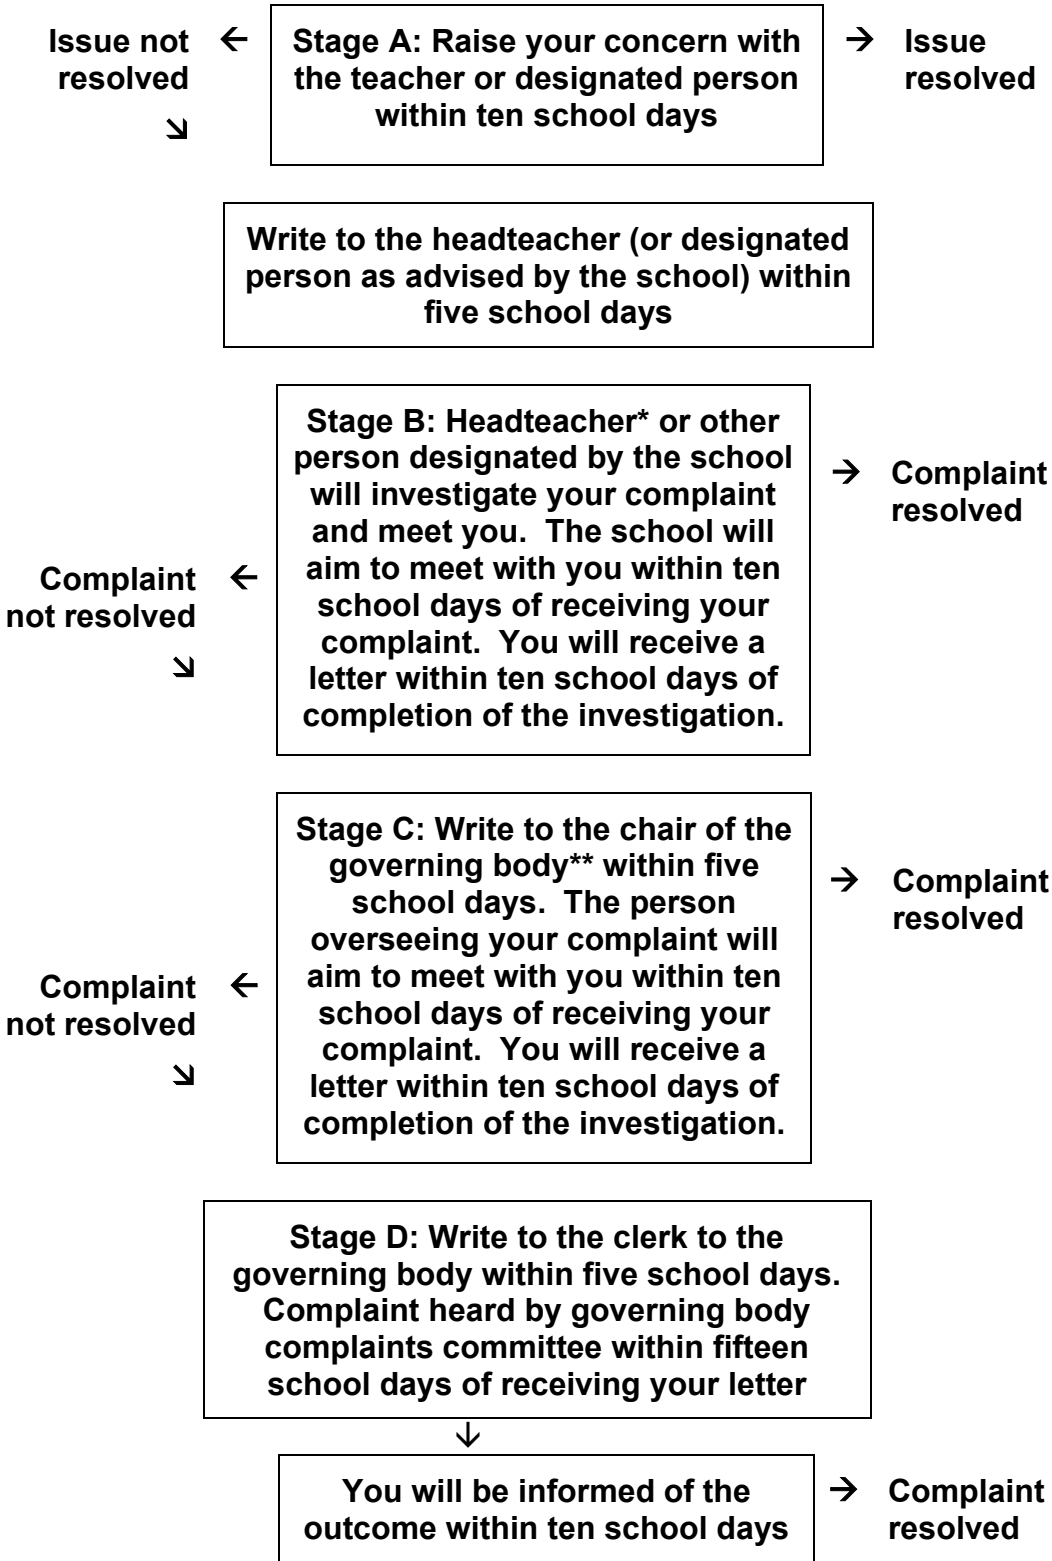 Issue not
resolved
←
↘
Stage A: Raise your concern with
the teacher or designated person
within ten school days
→
Issue
resolved
Write to the headteacher (or designated
person as advised by the school) within
five school days
Stage B: Headteacher* or other
person designated by the school
will investigate your complaint
and meet you.  The school will
aim to meet with you within ten
school days of receiving your
complaint.  You will receive a
letter within ten school days of
completion of the investigation.
→
Complaint
resolved
Complaint
not resolved
←
↘
Stage C: Write to the chair of the
governing body** within five
school days.  The person
overseeing your complaint will
aim to meet with you within ten
school days of receiving your
complaint.  You will receive a
letter within ten school days of
completion of the investigation.
→
Complaint
resolved
Complaint
not resolved
←
↘
Stage D: Write to the clerk to the
governing body within five school days.
Complaint heard by governing body
complaints committee within fifteen
school days of receiving your letter
↓
You will be informed of the
outcome within ten school days
→
Complaint
resolved